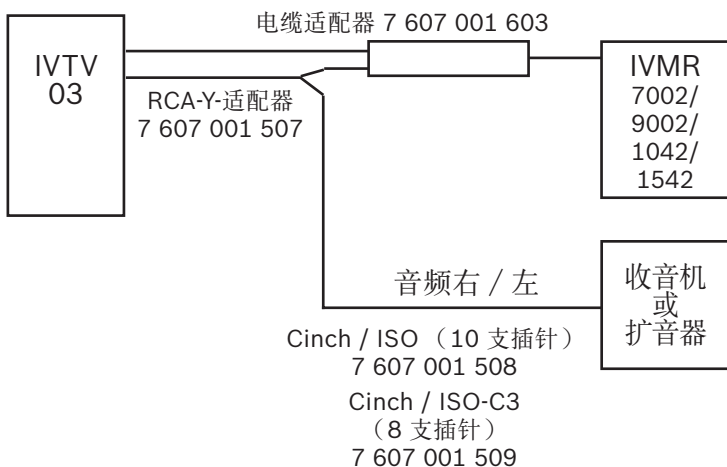 电缆适配器 7 607 001 603
IVTV
03
RCA-Y-适配器
7 607 001 507
IVMR
7002/
9002/
1042/
1542
音频右 / 左
收音机
或
扩音器
Cinch / ISO （10 支插针）
7 607 001 508
Cinch / ISO-C3
（8 支插针）
7 607 001 509